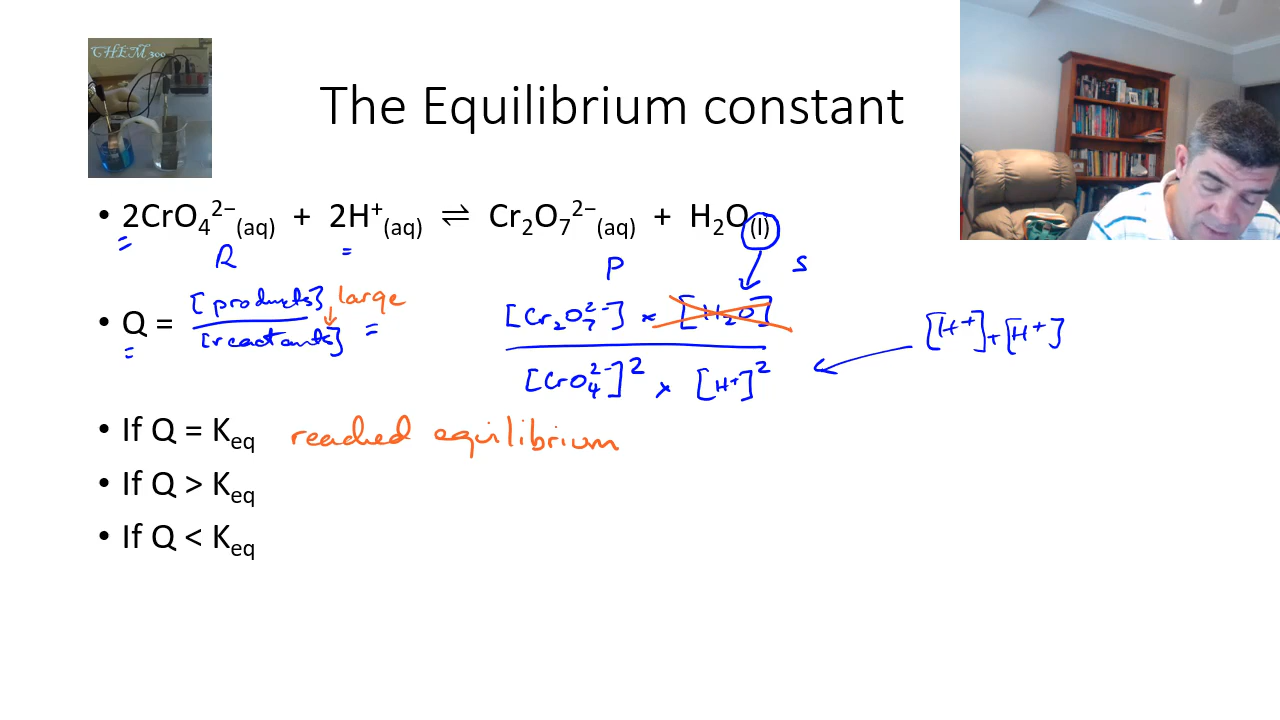 CHEM 300
The Equilibrium constant
• 2CrO₄²⁻(aq) + 2H⁺(aq) ⇌ Cr₂O₇²⁻(aq) + H₂O(l)
= = R P S
• Q = [products] / [reactants] =
large
[Cr₂O₇²⁻] × [H₂O]
[CrO₄²⁻]² × [H⁺]²
[H⁺] + [H⁺]
• If Q = Keq reached equilibrium
• If Q > Keq
• If Q < Keq